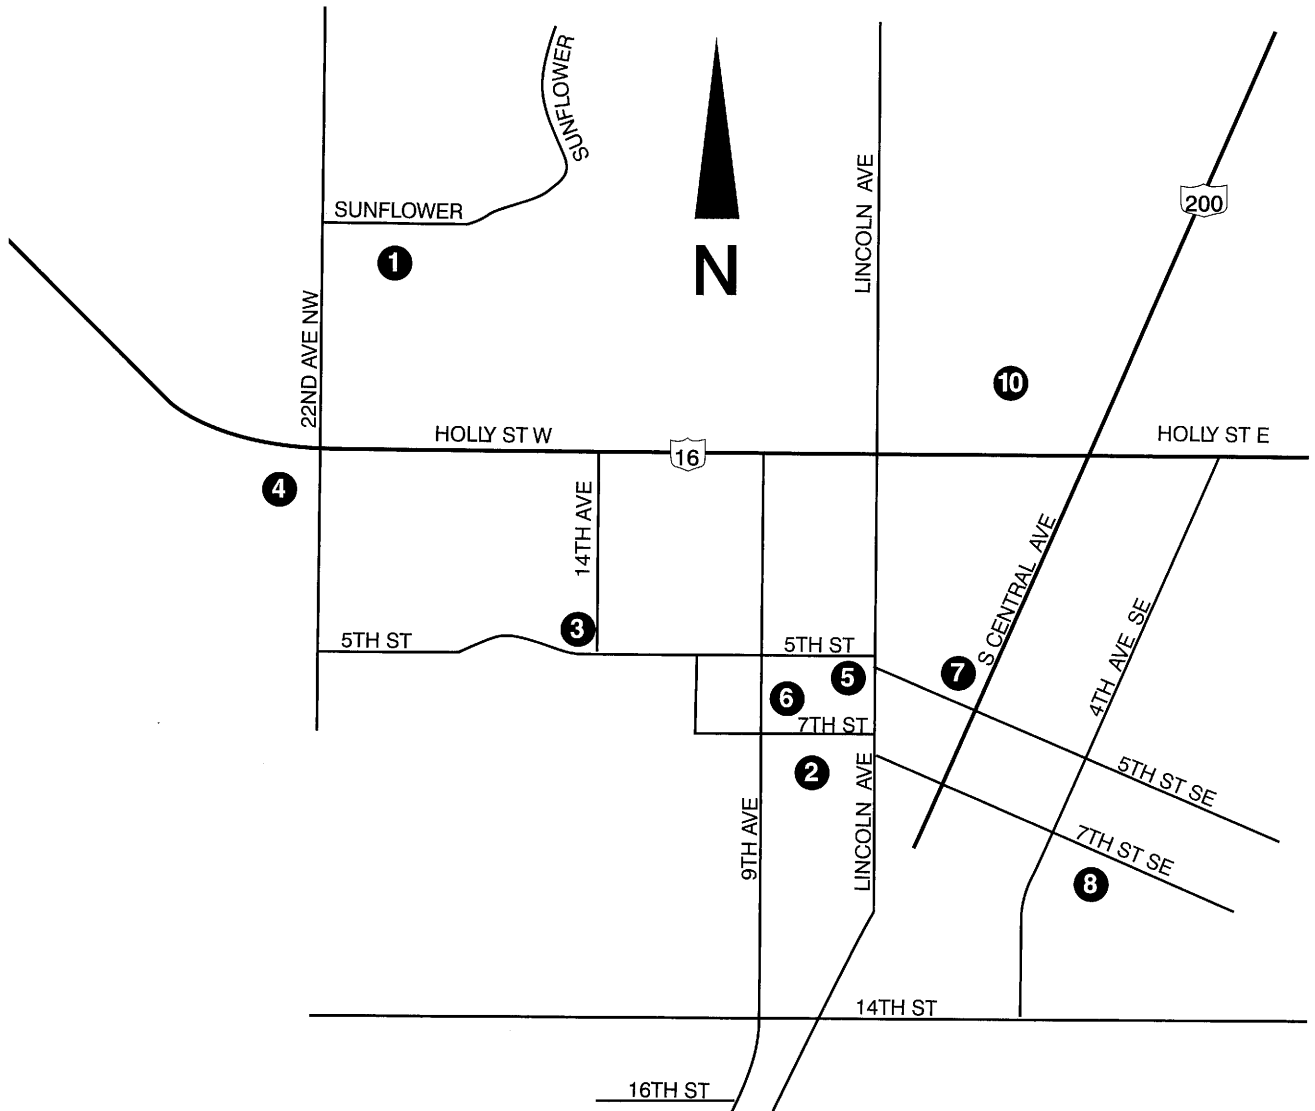 SUNFLOWER
SUNFLOWER
LINCOLN AVE
200
1
N
22ND AVE NW
10
HOLLY ST W
16
HOLLY ST E
4
14TH AVE
S CENTRAL AVE
3
5TH ST
5TH ST
4TH AVE SE
5
7
6
7TH ST
2
LINCOLN AVE
9TH AVE
5TH ST SE
7TH ST SE
8
14TH ST
16TH ST